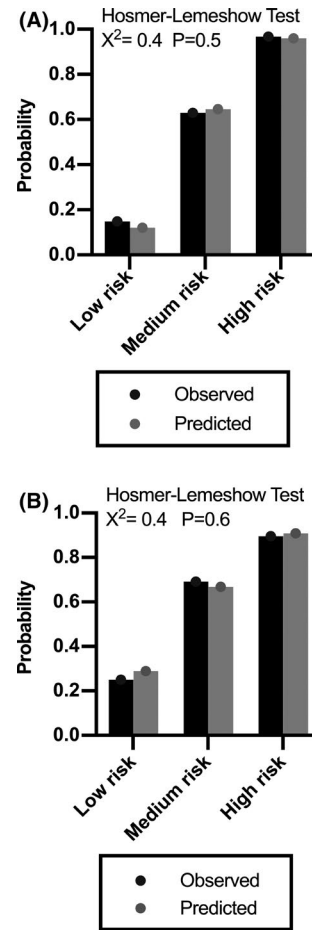 (A)
Hosmer-Lemeshow Test
X²= 0.4 P=0.5
Probability
1.0
0.8
0.6
0.4
0.2
0.0
Low risk
Medium risk
High risk
Observed
Predicted
(B)
Hosmer-Lemeshow Test
X²= 0.4 P=0.6
Probability
1.0
0.8
0.6
0.4
0.2
0.0
Low risk
Medium risk
High risk
Observed
Predicted